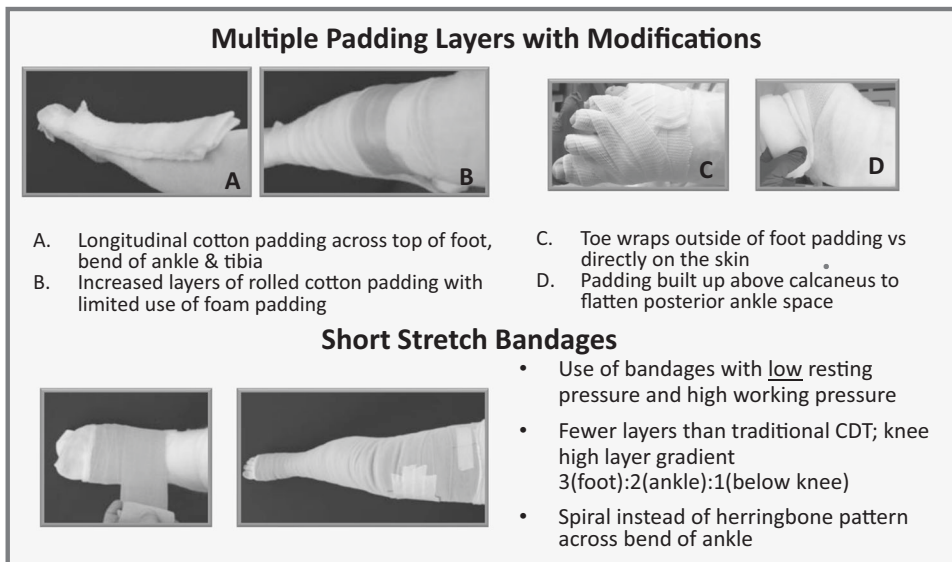 Multiple Padding Layers with Modifications
A
B
C
D
A. Longitudinal cotton padding across top of foot,
bend of ankle & tibia
B. Increased layers of rolled cotton padding with
limited use of foam padding
C. Toe wraps outside of foot padding vs
directly on the skin
D. Padding built up above calcaneus to
flatten posterior ankle space
Short Stretch Bandages
• Use of bandages with low resting
pressure and high working pressure
• Fewer layers than traditional CDT; knee
high layer gradient
3(foot):2(ankle):1(below knee)
• Spiral instead of herringbone pattern
across bend of ankle